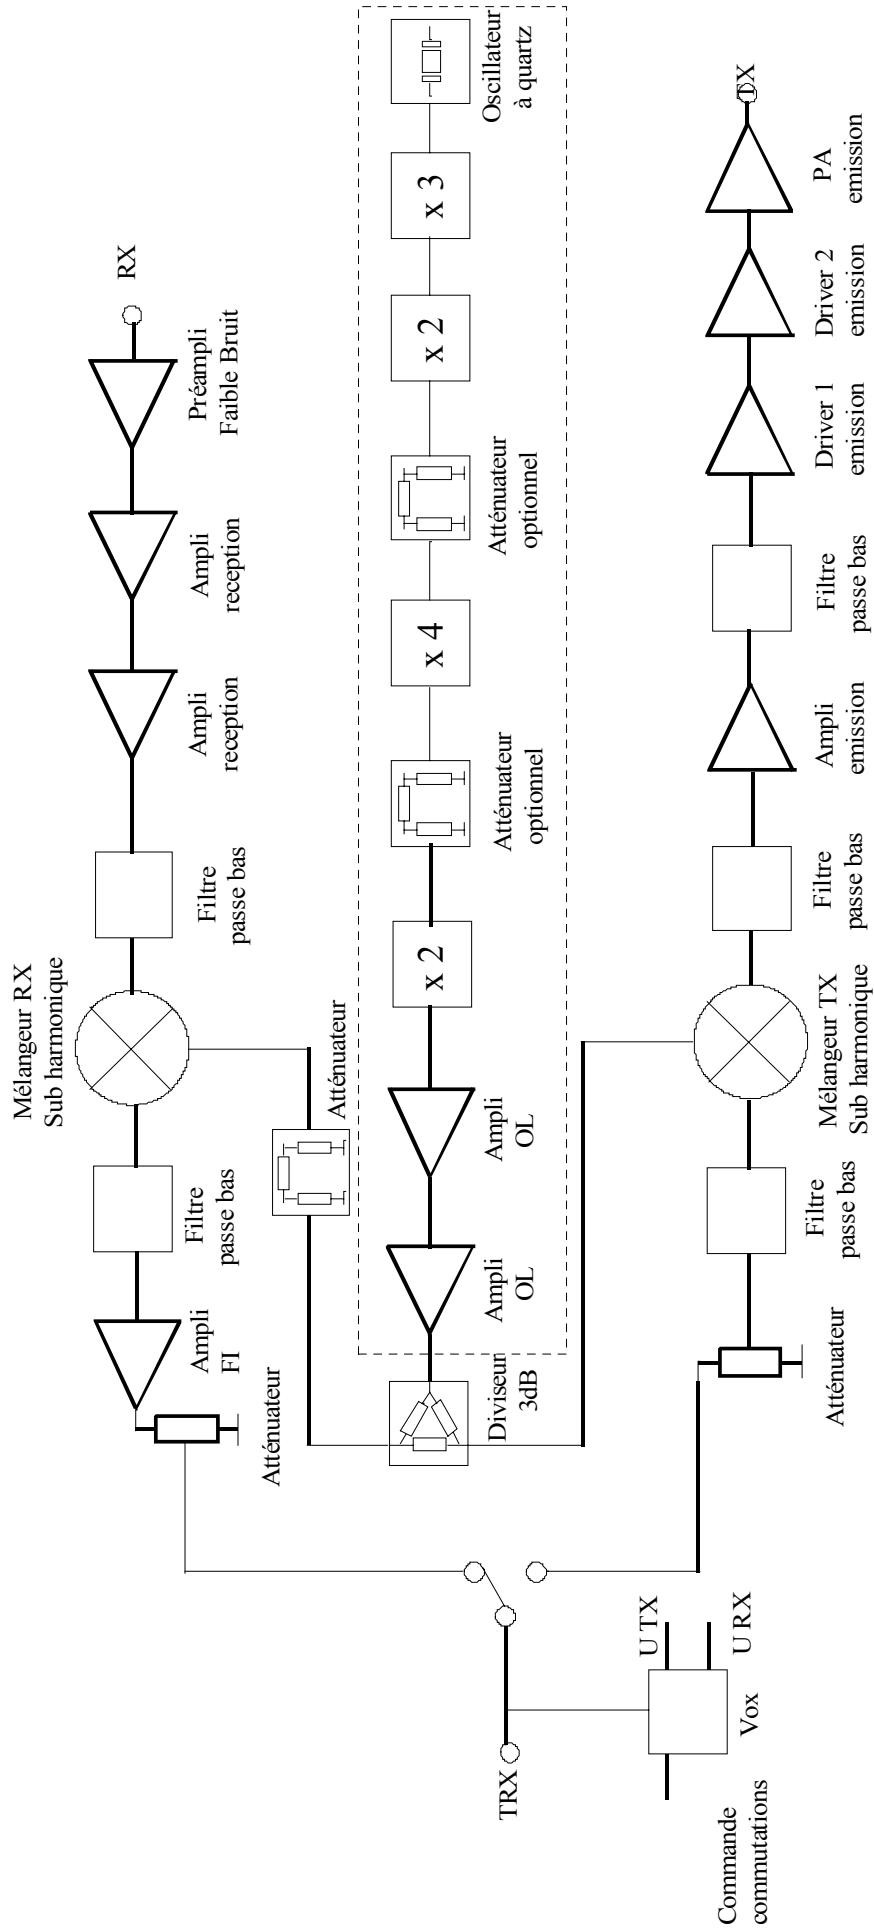 RX
Préampli
Faible Bruit
Ampli
reception
Ampli
reception
Filtre
passe bas
Mélangeur RX
Sub harmonique
Filtre
passe bas
Ampli
FI
Atténuateur
Atténuateur
Oscillateur
à quartz
x 3
x 2
Atténuateur
optionnel
x 4
Atténuateur
optionnel
x 2
Ampli
OL
Ampli
OL
Diviseur
3dB
TX
PA
emission
Driver 2
emission
Driver 1
emission
Filtre
passe bas
Ampli
emission
Filtre
passe bas
Mélangeur TX
Sub harmonique
Filtre
passe bas
Atténuateur
TRX
U TX
U RX
Vox
Commande
commutations